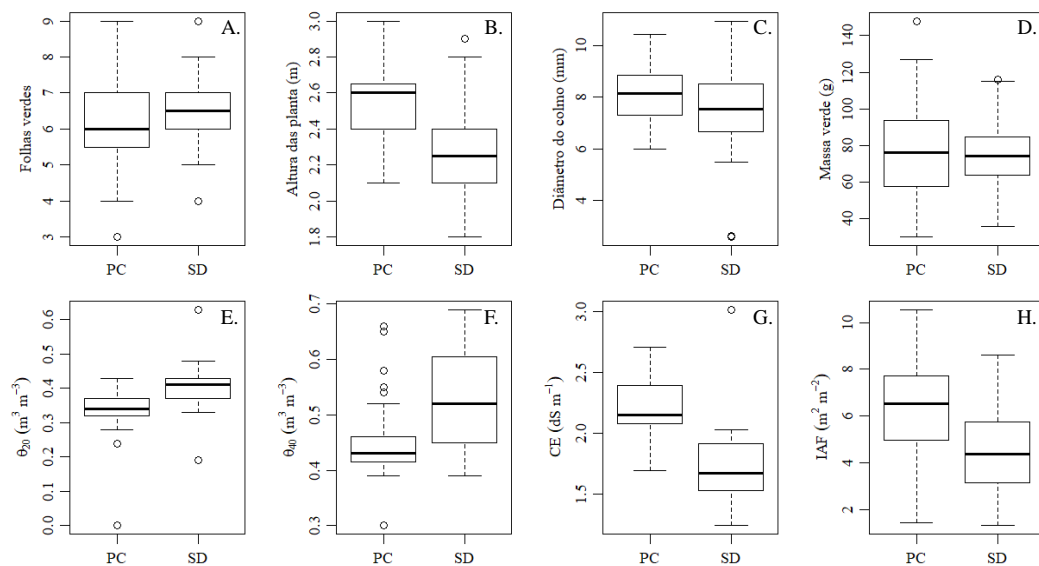 A.
Folhas verdes
9
8
7
6
5
4
3
PC SD
B.
Altura das planta (m)
3.0
2.8
2.6
2.4
2.2
2.0
1.8
PC SD
C.
Diâmetro do colmo (mm)
10
8
6
4
PC SD
D.
Massa verde (g)
140
120
100
80
60
40
PC SD
E.
θ20 (m³ m⁻³)
0.6
0.5
0.4
0.3
0.2
0.1
0.0
PC SD
F.
θ40 (m³ m⁻³)
0.7
0.6
0.5
0.4
0.3
PC SD
G.
CE (dS m⁻¹)
3.0
2.5
2.0
1.5
PC SD
H.
IAF (m² m⁻²)
10
8
6
4
2
PC SD